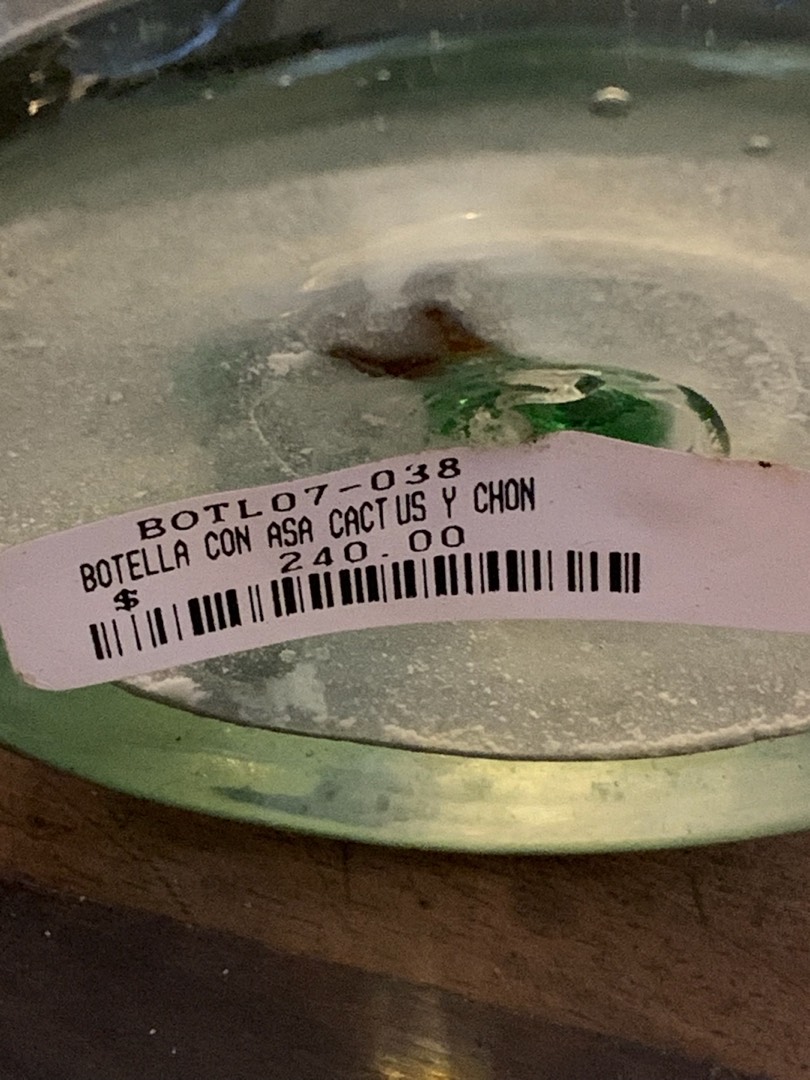 BOTL07-038
BOTELLA CON ASA CACTUS Y CHON
$ 240.00